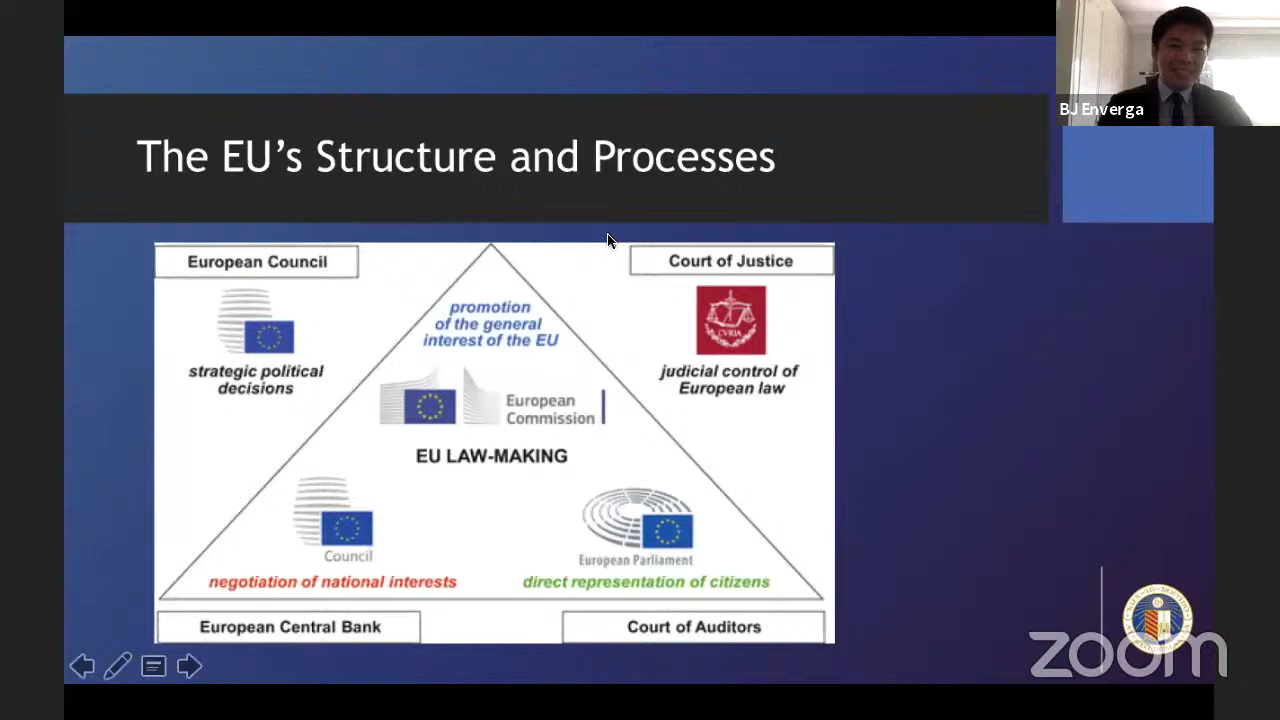 BJ Enverga
The EU's Structure and Processes
European Council
Court of Justice
promotion
of the general
interest of the EU
CVRIA
strategic political
decisions
judicial control of
European law
European
Commission
EU LAW-MAKING
Council
European Parliament
negotiation of national interests
direct representation of citizens
European Central Bank
Court of Auditors
zoom